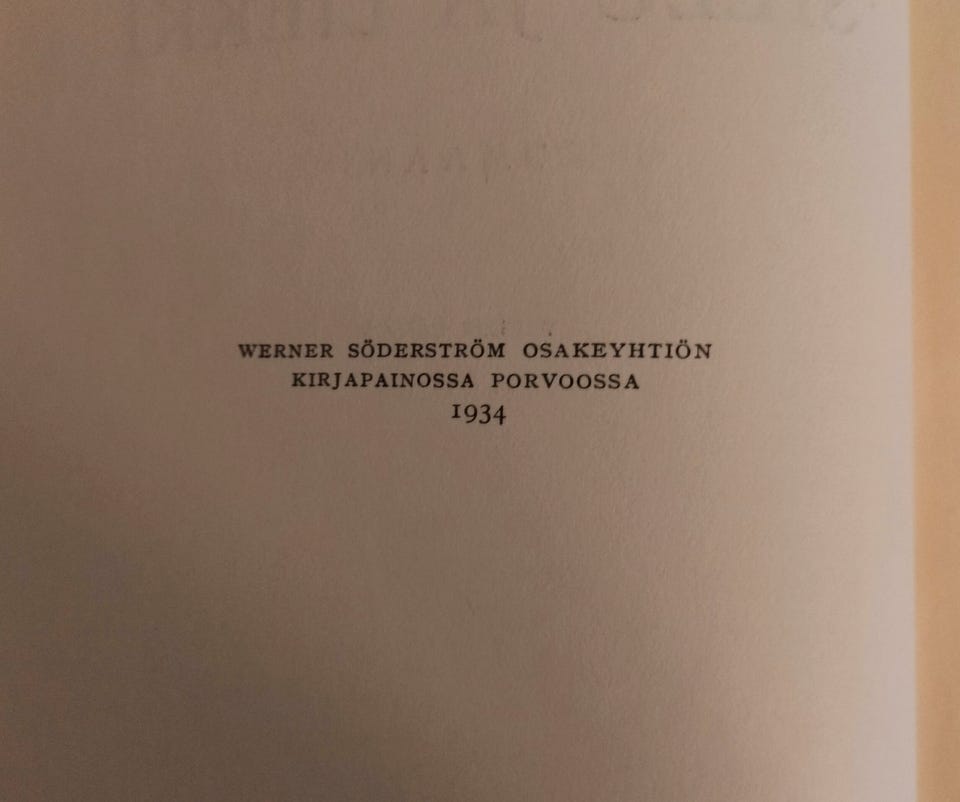 WERNER SÖDERSTRÖM OSAKEYHTIÖN
KIRJAPAINOSSA PORVOOSSA
1934